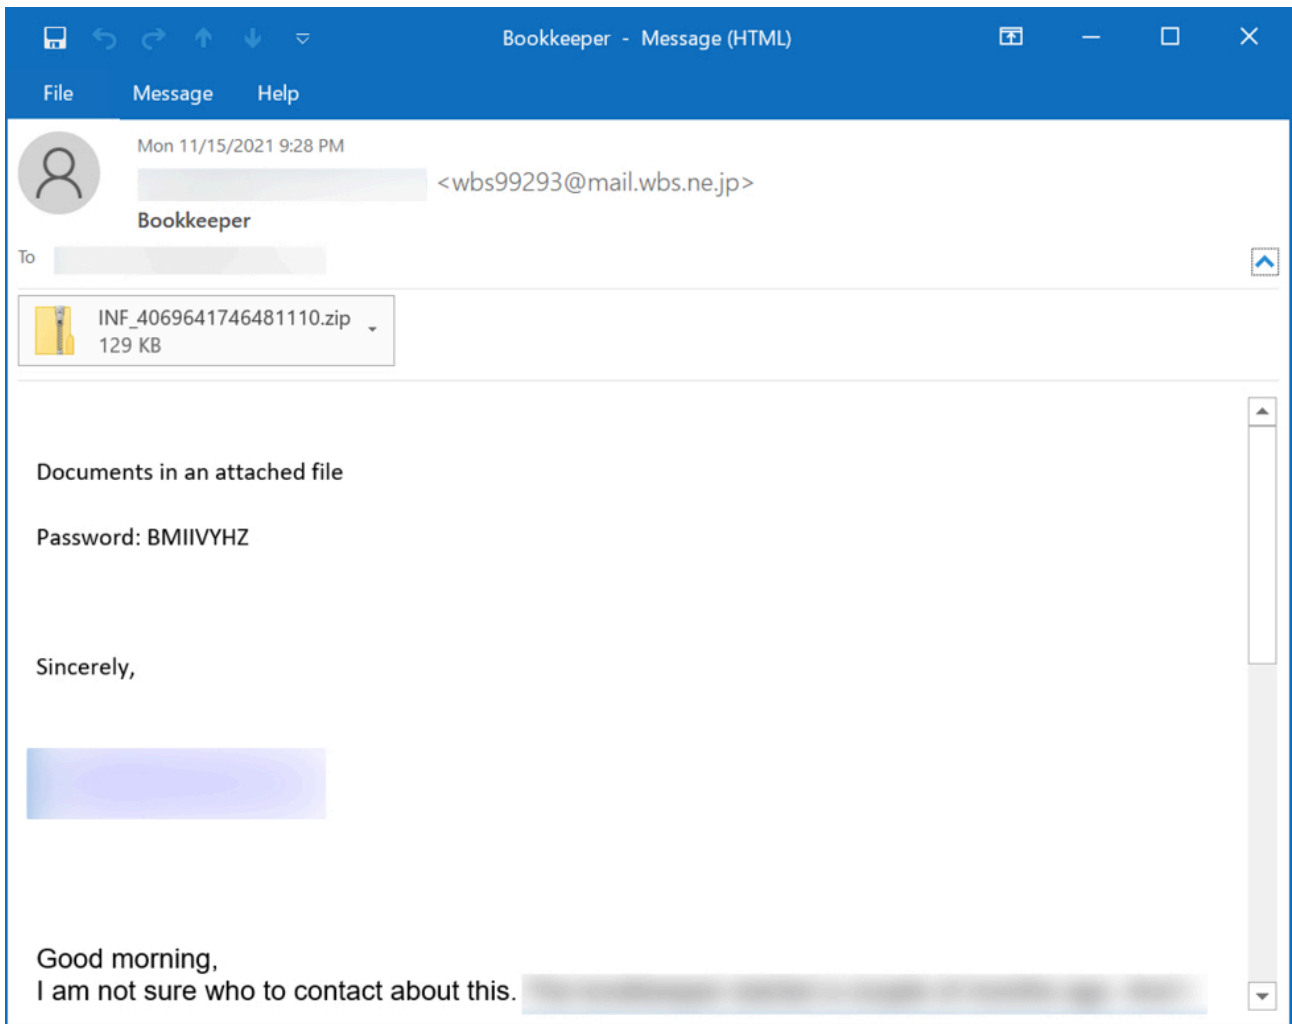 Bookkeeper - Message (HTML)
File Message Help
Mon 11/15/2021 9:28 PM
<wbs99293@mail.wbs.ne.jp>
Bookkeeper
To
INF_4069641746481110.zip
129 KB
Documents in an attached file
Password: BMIIVYHZ
Sincerely,
Good morning,
I am not sure who to contact about this.